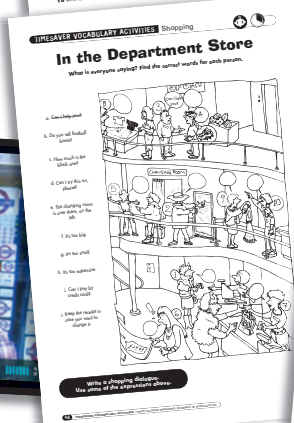 TIMESAVER VOCABULARY ACTIVITIES Shopping
In the Department Store
What is everyone saying? Find the correct words for each person.
a. Can I help you?
b. Do you sell football
boots?
c. How much is the
black one?
d. Can I try this on,
please?
e. The changing room
is over there, on the
left.
f. It's too big.
g. It's too small.
h. It's too expensive.
i. Can I pay by
credit card?
j. Keep the receipt in
case you want to
change it.
CHANGING ROOM
Write a shopping dialogue.
Use some of the expressions above.